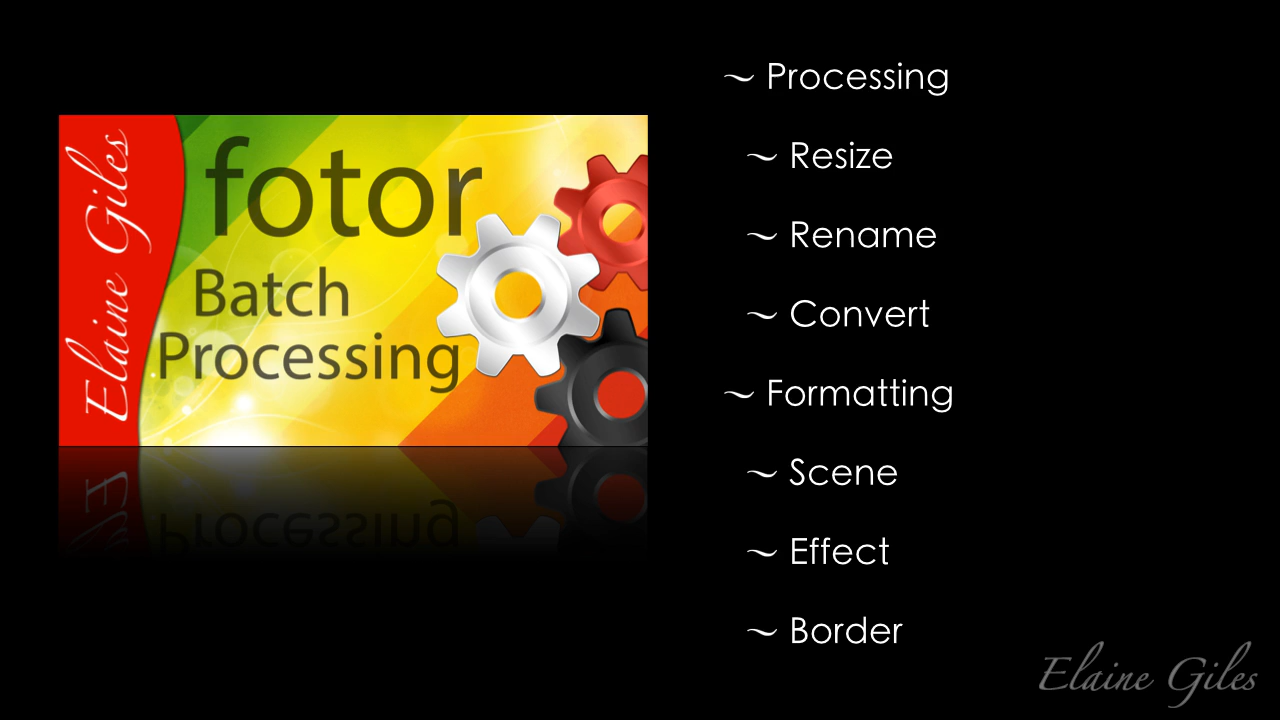 Elaine Giles
fotor
Batch
Processing
~ Processing
~ Resize
~ Rename
~ Convert
~ Formatting
~ Scene
~ Effect
~ Border
Elaine Giles